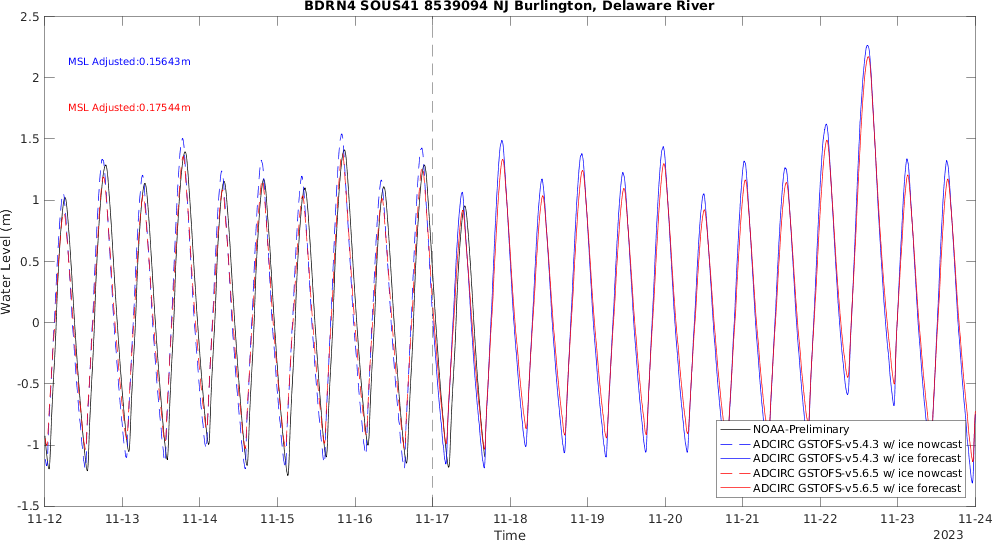 BDRN4 SOUS41 8539094 NJ Burlington, Delaware River
2.5
2
1.5
1
0.5
0
-0.5
-1
-1.5
Water Level (m)
MSL Adjusted:0.15643m
MSL Adjusted:0.17544m
NOAA-Preliminary
ADCIRC GSTOFS-v5.4.3 w/ ice nowcast
ADCIRC GSTOFS-v5.4.3 w/ ice forecast
ADCIRC GSTOFS-v5.6.5 w/ ice nowcast
ADCIRC GSTOFS-v5.6.5 w/ ice forecast
11-12 11-13 11-14 11-15 11-16 11-17 11-18 11-19 11-20 11-21 11-22 11-23 11-24
Time
2023